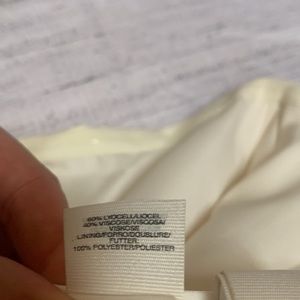 60% LYOCELL/LIOCEL
40% VISCOSE/VISCOSA/
VISKOSE
LINING/FORRO/DOUBLURE/
FUTTER:
100% POLYESTER/POLIESTER